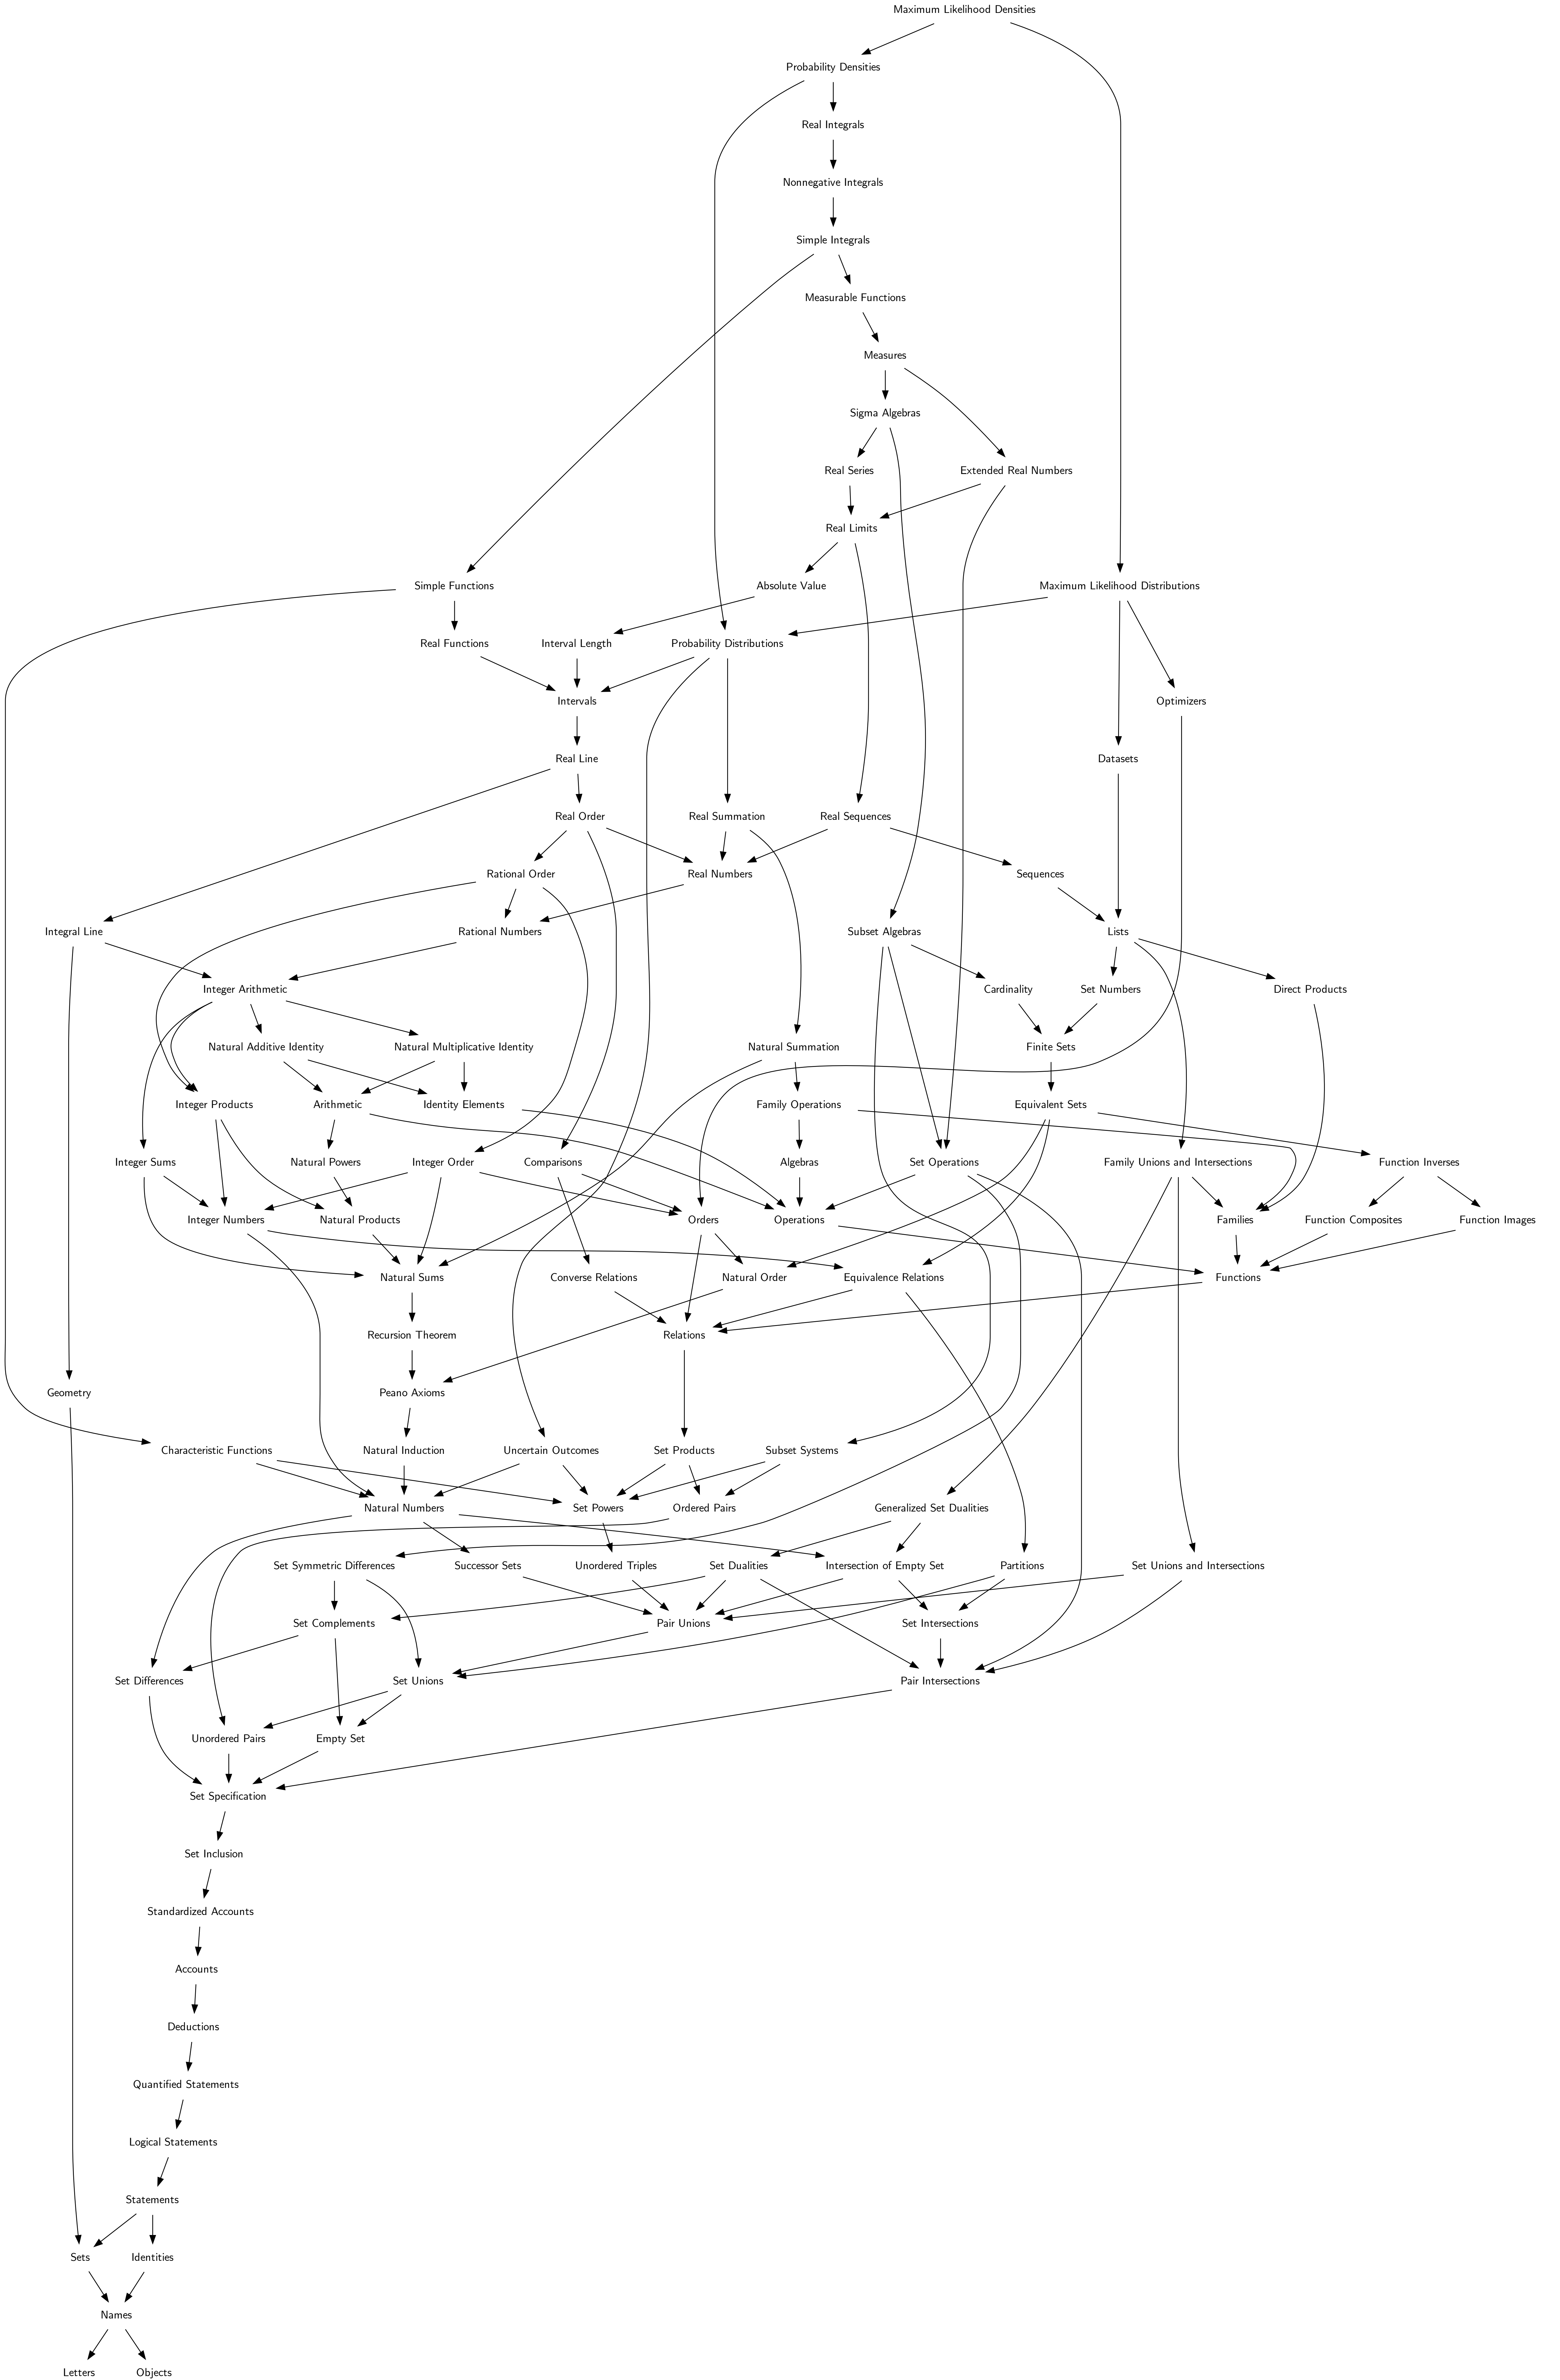 Maximum Likelihood Densities
Probability Densities
Real Integrals
Nonnegative Integrals
Simple Integrals
Measurable Functions
Measures
Sigma Algebras
Real Series
Extended Real Numbers
Real Limits
Simple Functions
Absolute Value
Maximum Likelihood Distributions
Real Functions
Interval Length
Probability Distributions
Intervals
Optimizers
Real Line
Datasets
Real Order
Real Summation
Real Sequences
Rational Order
Real Numbers
Sequences
Integral Line
Rational Numbers
Subset Algebras
Lists
Integer Arithmetic
Cardinality
Set Numbers
Direct Products
Natural Additive Identity
Natural Multiplicative Identity
Natural Summation
Finite Sets
Integer Products
Arithmetic
Identity Elements
Family Operations
Equivalent Sets
Integer Sums
Natural Powers
Integer Order
Comparisons
Algebras
Set Operations
Family Unions and Intersections
Function Inverses
Integer Numbers
Natural Products
Orders
Operations
Families
Function Composites
Function Images
Natural Sums
Converse Relations
Natural Order
Equivalence Relations
Functions
Recursion Theorem
Relations
Geometry
Peano Axioms
Characteristic Functions
Natural Induction
Uncertain Outcomes
Set Products
Subset Systems
Natural Numbers
Set Powers
Ordered Pairs
Generalized Set Dualities
Set Symmetric Differences
Successor Sets
Unordered Triples
Set Dualities
Intersection of Empty Set
Partitions
Set Unions and Intersections
Set Complements
Pair Unions
Set Intersections
Set Differences
Set Unions
Pair Intersections
Unordered Pairs
Empty Set
Set Specification
Set Inclusion
Standardized Accounts
Accounts
Deductions
Quantified Statements
Logical Statements
Statements
Sets
Identities
Names
Letters
Objects